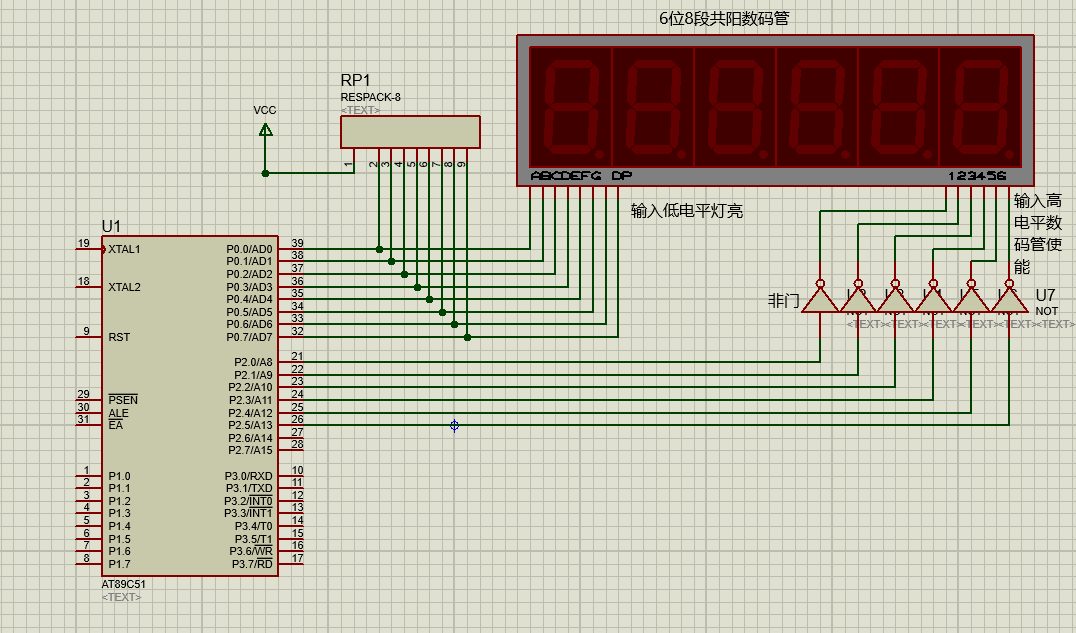 6位8段共阳数码管
RP1
RESPACK-8
<TEXT>
VCC
1
2
3
4
5
6
7
8
9
ABCDEFG DP
123456
输入低电平灯亮
输入高
电平数
码管使
能
非门
U7
NOT
<TEXT>
<TEXT>
<TEXT>
<TEXT>
<TEXT>
<TEXT>
U1
19 XTAL1
18 XTAL2
9 RST
29 PSEN
30 ALE
31 EA
1 P1.0
2 P1.1
3 P1.2
4 P1.3
5 P1.4
6 P1.5
7 P1.6
8 P1.7
P0.0/AD0 39
P0.1/AD1 38
P0.2/AD2 37
P0.3/AD3 36
P0.4/AD4 35
P0.5/AD5 34
P0.6/AD6 33
P0.7/AD7 32
P2.0/A8 21
P2.1/A9 22
P2.2/A10 23
P2.3/A11 24
P2.4/A12 25
P2.5/A13 26
P2.6/A14 27
P2.7/A15 28
P3.0/RXD 10
P3.1/TXD 11
P3.2/INT0 12
P3.3/INT1 13
P3.4/T0 14
P3.5/T1 15
P3.6/WR 16
P3.7/RD 17
AT89C51
<TEXT>